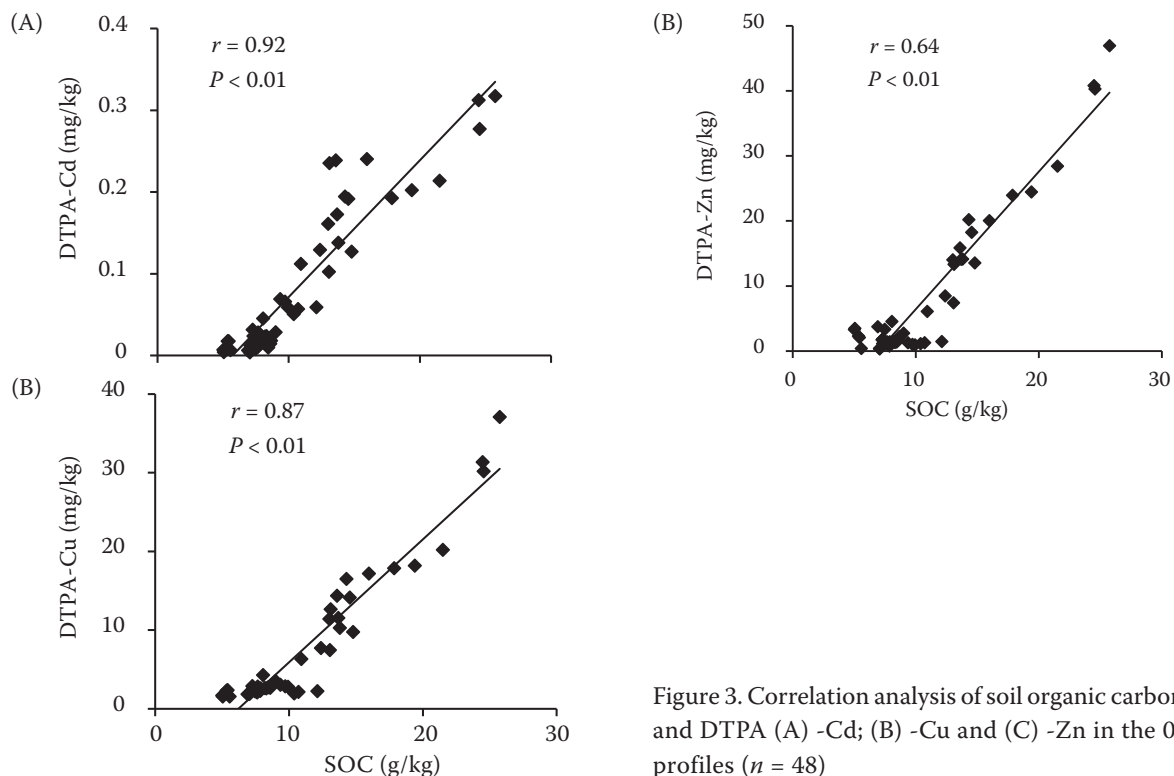 (A)
0.4
r = 0.92
P < 0.01
0.3
0.2
0.1
0
DTPA-Cd (mg/kg)
(B)
50
r = 0.64
P < 0.01
40
30
20
10
0
DTPA-Zn (mg/kg)
0 10 20 30
SOC (g/kg)
(B)
40
r = 0.87
P < 0.01
30
20
10
0
DTPA-Cu (mg/kg)
0 10 20 30
SOC (g/kg)
Figure 3. Correlation analysis of soil organic carbon
and DTPA (A) -Cd; (B) -Cu and (C) -Zn in the 0
profiles (n = 48)